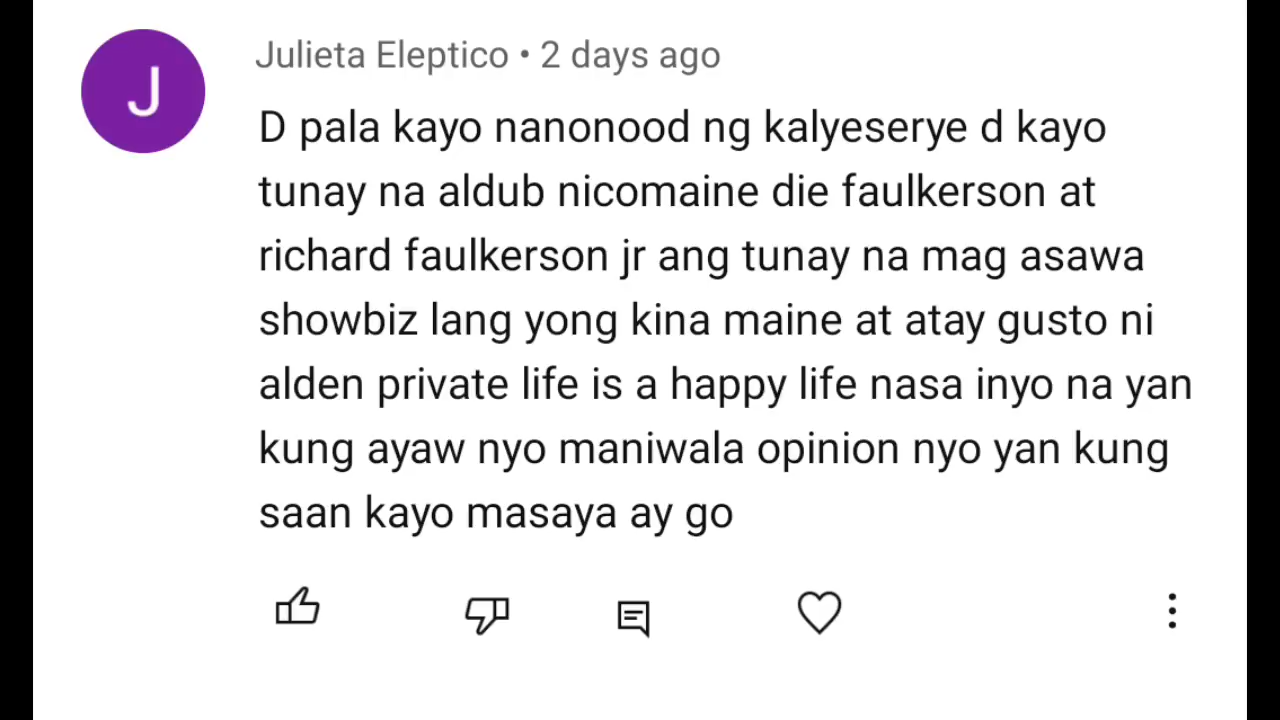 J
Julieta Eleptico • 2 days ago
D pala kayo nanonood ng kalyeserye d kayo
tunay na aldub nicomaine die faulkerson at
richard faulkerson jr ang tunay na mag asawa
showbiz lang yong kina maine at atay gusto ni
alden private life is a happy life nasa inyo na yan
kung ayaw nyo maniwala opinion nyo yan kung
saan kayo masaya ay go